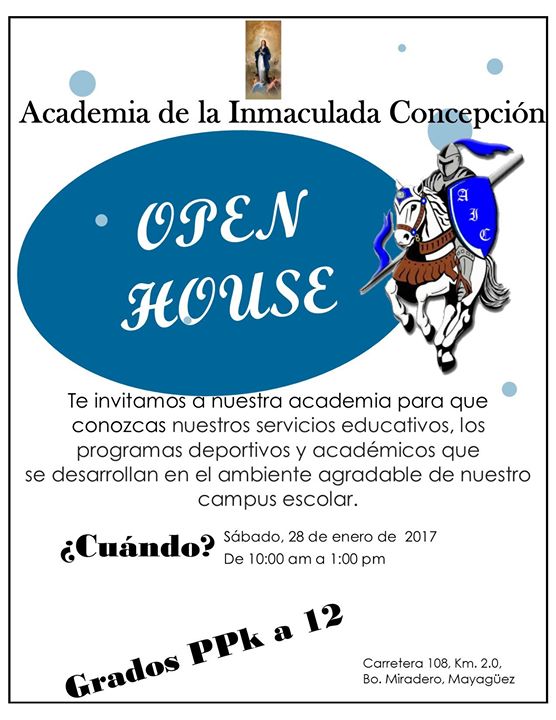 Academia de la Inmaculada Concepción
OPEN
HOUSE
AIC
Te invitamos a nuestra academia para que
conozcas nuestros servicios educativos, los
programas deportivos y académicos que
se desarrollan en el ambiente agradable de nuestro
campus escolar.
¿Cuándo?
Sábado, 28 de enero de 2017
De 10:00 am a 1:00 pm
Grados PPk a 12
Carretera 108, Km. 2.0,
Bo. Miradero, Mayagüez